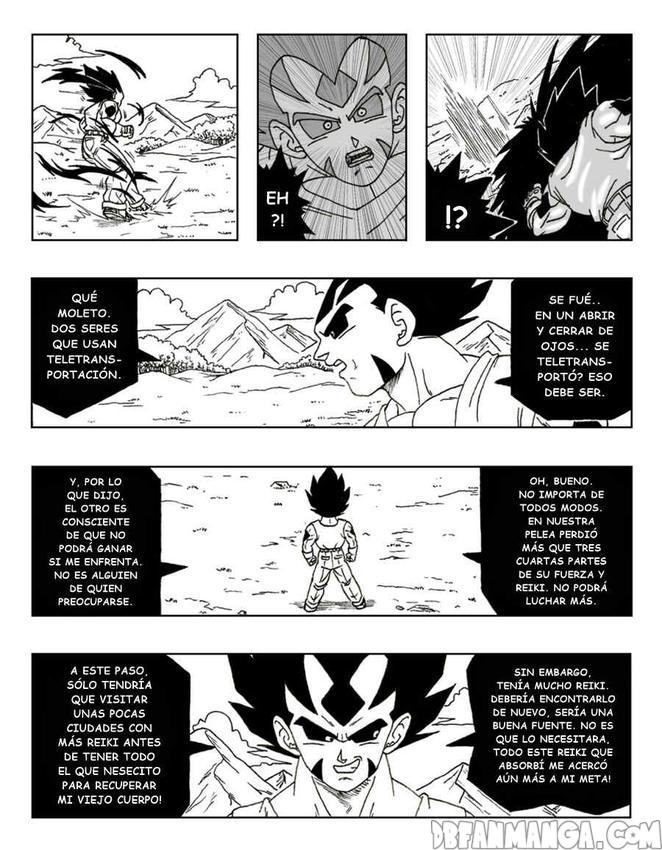 !?
EH
?!
SE FUÉ..
EN UN ABRIR
Y CERRAR DE
OJOS... SE
TELETRANS-
PORTÓ? ESO
DEBE SER.
QUÉ
MOLETO.
DOS SERES
QUE USAN
TELETRANS-
PORTACIÓN.
OH, BUENO.
NO IMPORTA DE
TODOS MODOS.
EN NUESTRA
PELEA PERDIÓ
MÁS QUE TRES
CUARTAS PARTES
DE SU FUERZA Y
REIKI. NO PODRÁ
LUCHAR MÁS.
Y, POR LO
QUE DIJO,
EL OTRO ES
CONSCIENTE
DE QUE NO
PODRÁ GANAR
SI ME ENFRENTA.
NO ES ALGUIEN
DE QUIEN
PREOCUPARSE.
SIN EMBARGO,
TENÍA MUCHO REIKI.
DEBERÍA ENCONTRARLO
DE NUEVO, SERÍA UNA
BUENA FUENTE. NO ES
QUE LO NECESITARA,
TODO ESTE REIKI QUE
ABSORBÍ ME ACERCÓ
AÚN MÁS A MI META!
A ESTE PASO,
SÓLO TENDRÍA
QUE VISITAR
UNAS POCAS
CIUDADES CON
MÁS REIKI ANTES
DE TENER TODO
EL QUE NESECITO
PARA RECUPERAR
MI VIEJO CUERPO!
DBFANMANGA.COM